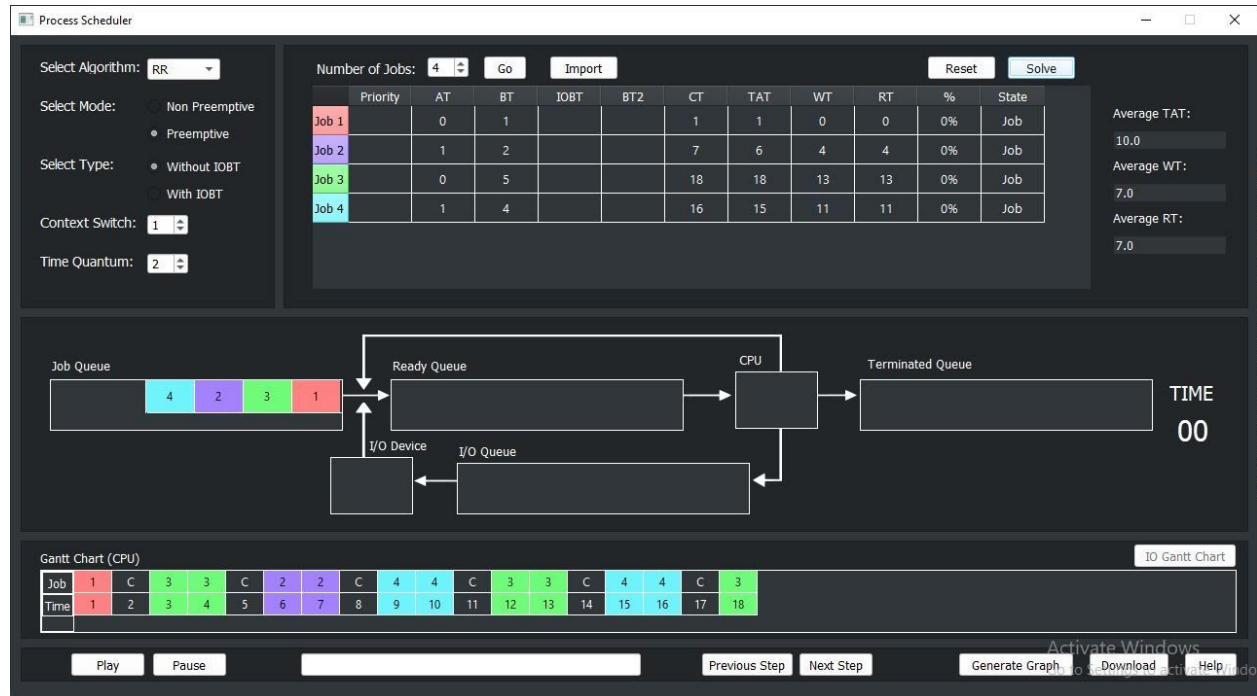 Process Scheduler
Select Algorithm: RR
Select Mode: Non Preemptive
Preemptive
Select Type: Without IOBT
With IOBT
Context Switch: 1
Time Quantum: 2
Number of Jobs: 4 Go Import Reset Solve
Priority AT BT IOBT BT2 CT TAT WT RT % State
Job 1 0 1 1 1 0 0 0% Job
Job 2 1 2 7 6 4 4 0% Job
Job 3 0 5 18 18 13 13 0% Job
Job 4 1 4 16 15 11 11 0% Job
Average TAT:
10.0
Average WT:
7.0
Average RT:
7.0
Job Queue Ready Queue CPU Terminated Queue
4 2 3 1
TIME
00
I/O Device I/O Queue
Gantt Chart (CPU) IO Gantt Chart
Job 1 C 3 3 C 2 2 C 4 4 C 3 3 C 4 4 C 3
Time 1 2 3 4 5 6 7 8 9 10 11 12 13 14 15 16 17 18
Activate Windows
Play Pause Previous Step Next Step Generate Graph Download Help